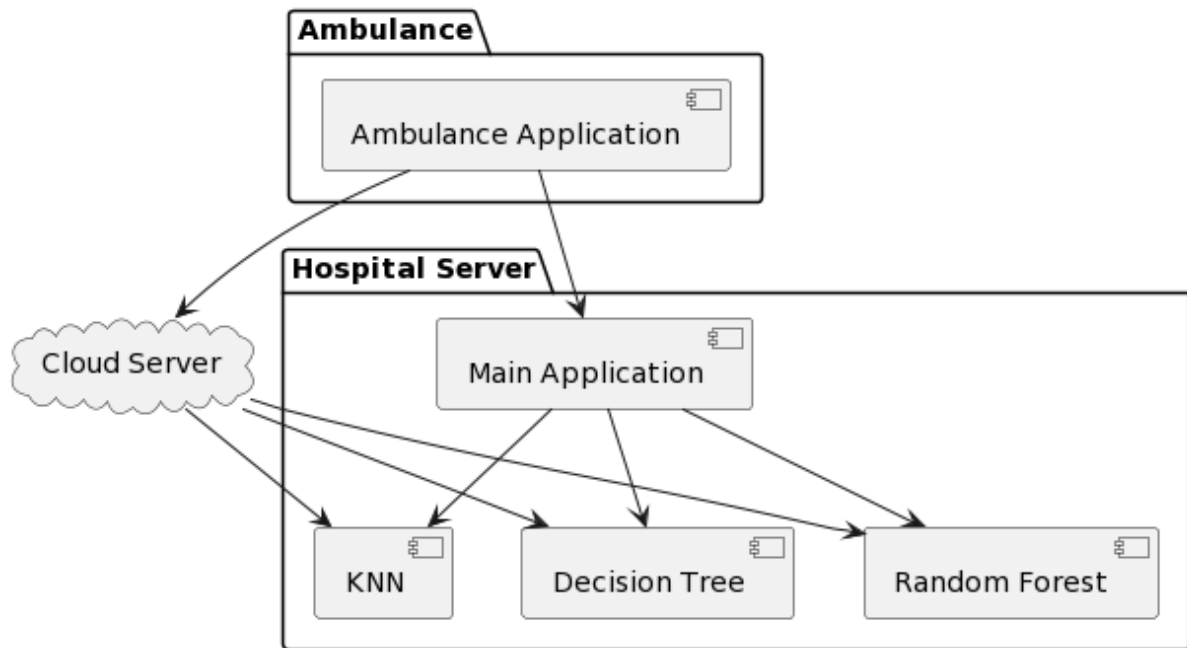 Ambulance
Ambulance Application
Hospital Server
Cloud Server
Main Application
KNN
Decision Tree
Random Forest